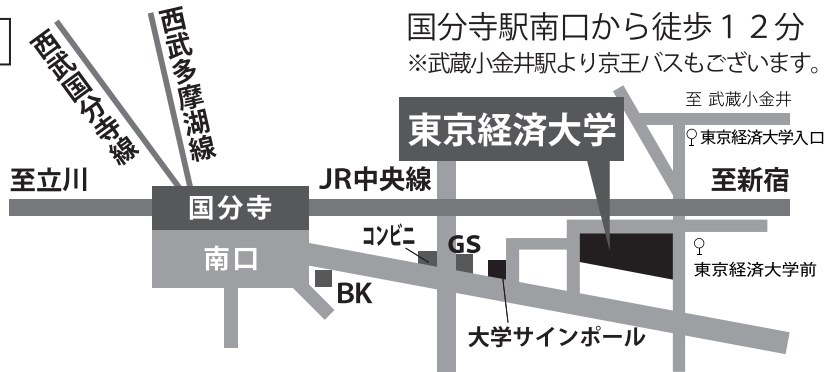 国分寺駅南口から徒歩１２分
※武蔵小金井駅より京王バスもございます。
西武国分寺線
西武多摩湖線
至 武蔵小金井
東京経済大学
東京経済大学入口
至立川
JR中央線
至新宿
国分寺
南口
コンビニ
GS
東京経済大学前
BK
大学サインポール